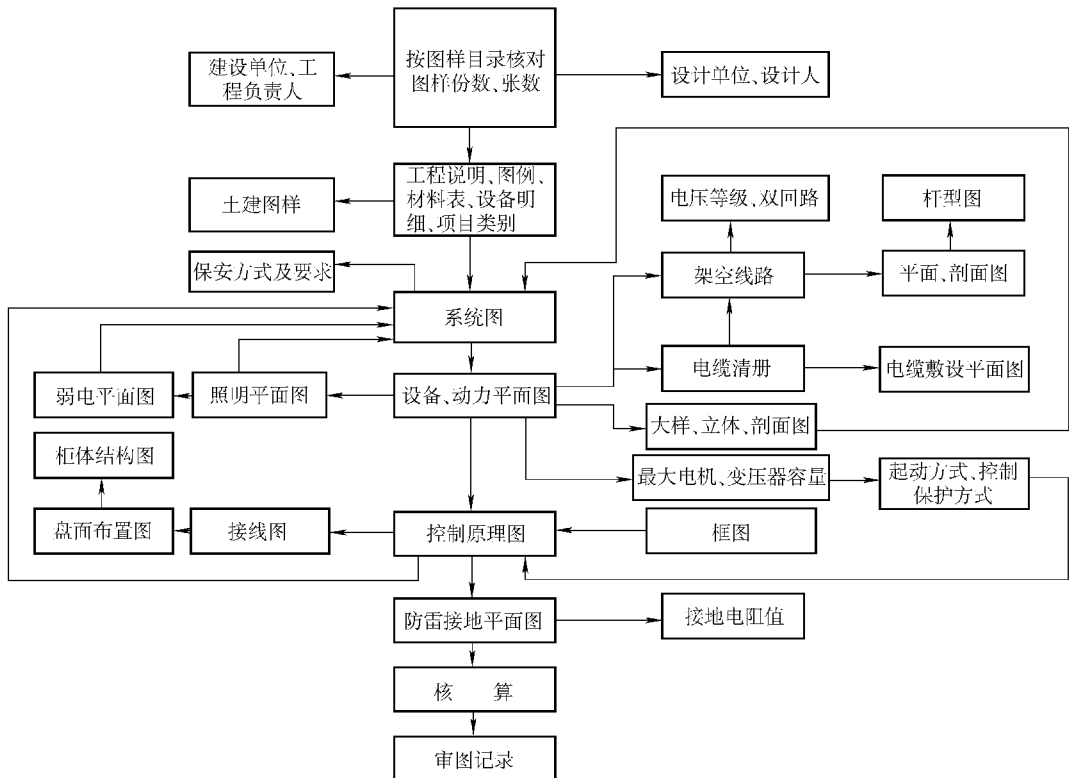 按图样目录核对
图样份数、张数
建设单位、工
程负责人
设计单位、设计人
工程说明、图例、
材料表、设备明
细、项目类别
土建图样
电压等级、双回路
杆型图
保安方式及要求
架空线路
平面、剖面图
系统图
电缆清册
电缆敷设平面图
弱电平面图
照明平面图
设备、动力平面图
大样、立体、剖面图
柜体结构图
最大电机、变压器容量
起动方式、控制
保护方式
盘面布置图
接线图
控制原理图
框图
防雷接地平面图
接地电阻值
核 算
审图记录